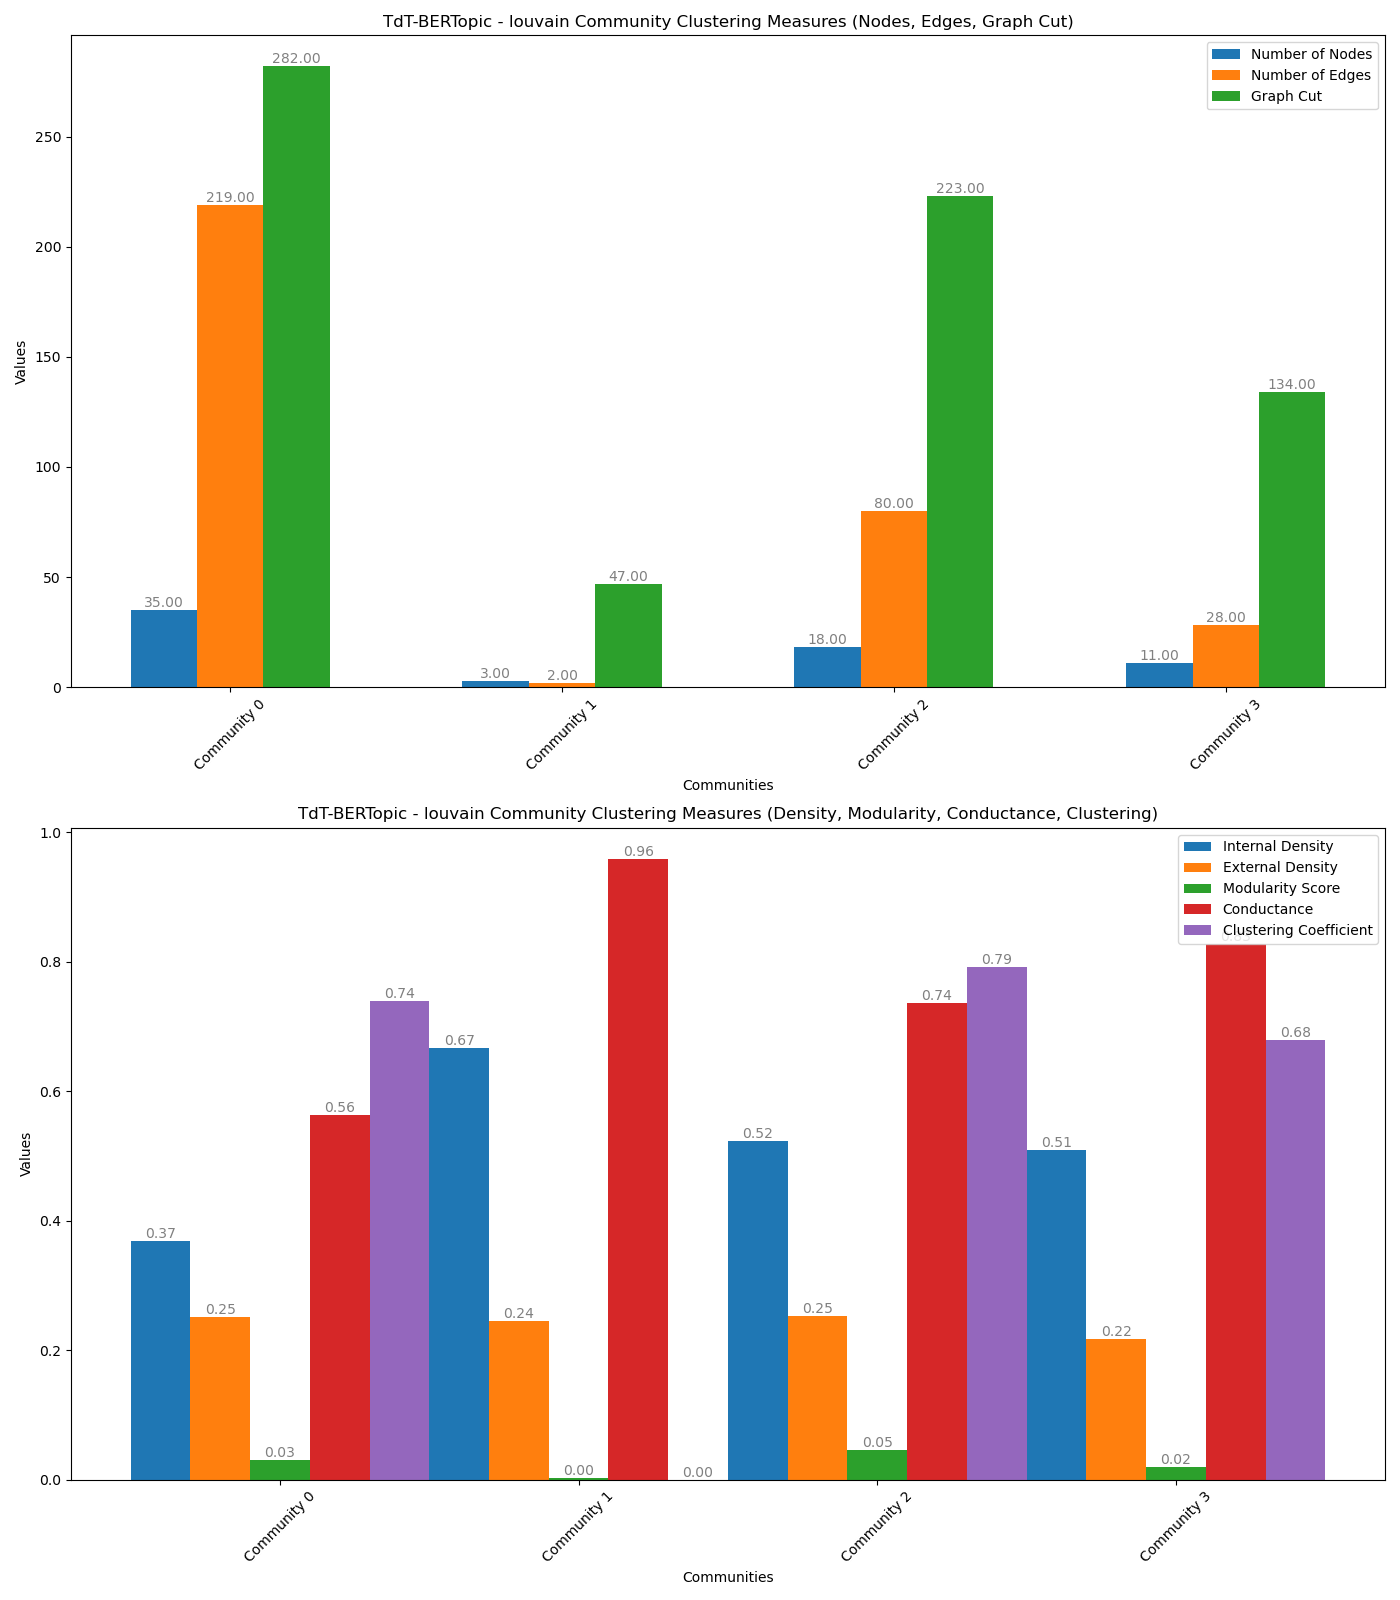 TdT-BERTopic - louvain Community Clustering Measures (Nodes, Edges, Graph Cut)
Number of Nodes
Number of Edges
Graph Cut
282.00
250
223.00
219.00
200
Values
150
134.00
100
80.00
50
47.00
35.00
28.00
18.00
11.00
3.00
2.00
0
Community 0
Community 1
Community 2
Community 3
Communities
TdT-BERTopic - louvain Community Clustering Measures (Density, Modularity, Conductance, Clustering)
Internal Density
External Density
Modularity Score
Conductance
Clustering Coefficient
1.0
0.96
0.8
0.79
0.74
0.74
0.68
0.67
0.6
0.56
Values
0.52
0.51
0.4
0.37
0.25
0.24
0.25
0.22
0.2
0.03
0.00
0.00
0.05
0.02
0.0
Community 0
Community 1
Community 2
Community 3
Communities